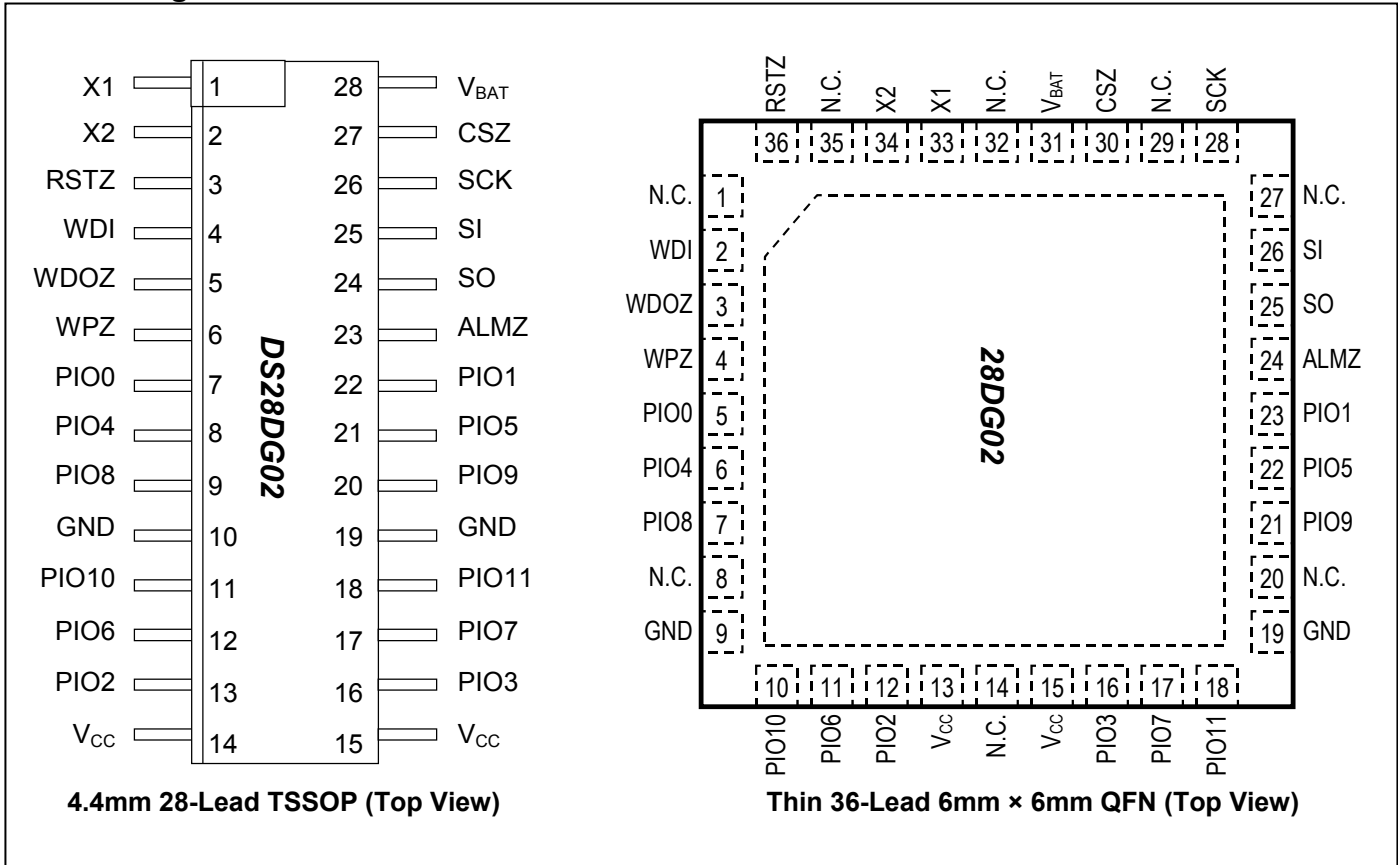 X1 1 28 VBAT
X2 2 27 CSZ
RSTZ 3 26 SCK
WDI 4 25 SI
WDOZ 5 24 SO
WPZ 6 23 ALMZ
PIO0 7 22 PIO1
PIO4 8 21 PIO5
PIO8 9 20 PIO9
GND 10 19 GND
PIO10 11 18 PIO11
PIO6 12 17 PIO7
PIO2 13 16 PIO3
VCC 14 15 VCC
DS28DG02
4.4mm 28-Lead TSSOP (Top View)
RSTZ N.C. X2 X1 N.C. VBAT CSZ N.C. SCK
36 35 34 33 32 31 30 29 28
N.C. 1 27 N.C.
WDI 2 26 SI
WDOZ 3 25 SO
WPZ 4 24 ALMZ
PIO0 5 23 PIO1
PIO4 6 22 PIO5
PIO8 7 21 PIO9
N.C. 8 20 N.C.
GND 9 19 GND
28DG02
10 11 12 13 14 15 16 17 18
PIO10 PIO6 PIO2 VCC N.C. VCC PIO3 PIO7 PIO11
Thin 36-Lead 6mm × 6mm QFN (Top View)